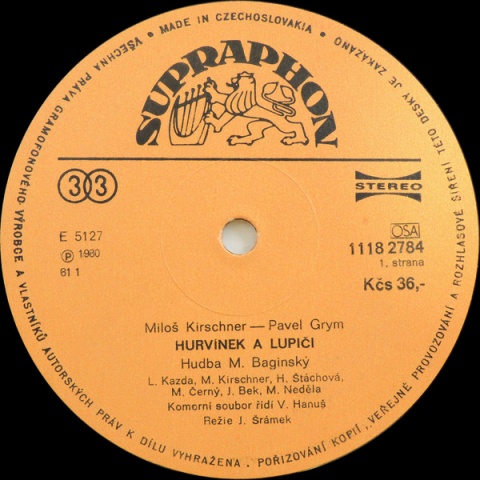 • MADE IN CZECHOSLOVAKIA •
VŠECHNA PRÁVA GRAMOFONOVÉHO VÝROBCE A VLASTNÍKŮ AUTORSKÝCH PRÁV K DÍLU VYHRAŽENA. POŘIZOVÁNÍ KOPIÍ, VEŘEJNÉ PROVOZOVÁNÍ A ROZHLASOVÉ ŠÍŘENÍ TÉTO DESKY JE ZAKÁZÁNO
SUPRAPHON
33
STEREO
E 5127
Ⓟ 1980
81 1
OSA
1118 2784
1. strana
Kčs 36,-
Miloš Kirschner — Pavel Grym
HURVÍNEK A LUPIČI
Hudba M. Baginský
L. Kazda, M. Kirschner, H. Štáchová,
M. Černý, J. Bek, M. Neděla
Komorní soubor řídí V. Hanuš
Režie J. Šrámek